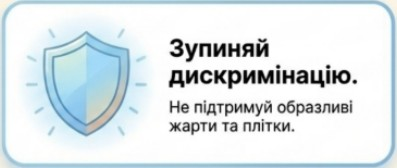 Зупиняй
дискримінацію.
Не підтримуй образливі
жарти та плітки.